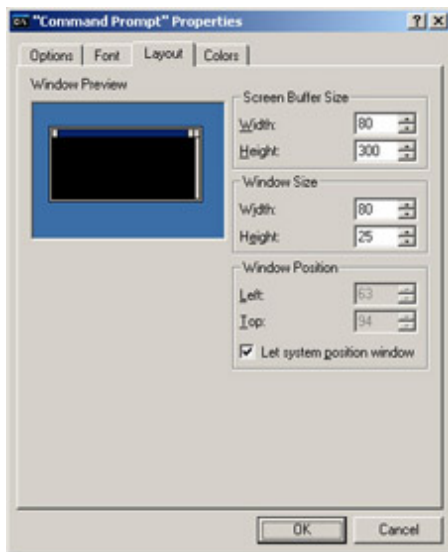 "Command Prompt" Properties
Options Font Layout Colors
Window Preview
Screen Buffer Size
Width: 80
Height: 300
Window Size
Width: 80
Height: 25
Window Position
Left: 63
Top: 94
Let system position window
OK Cancel